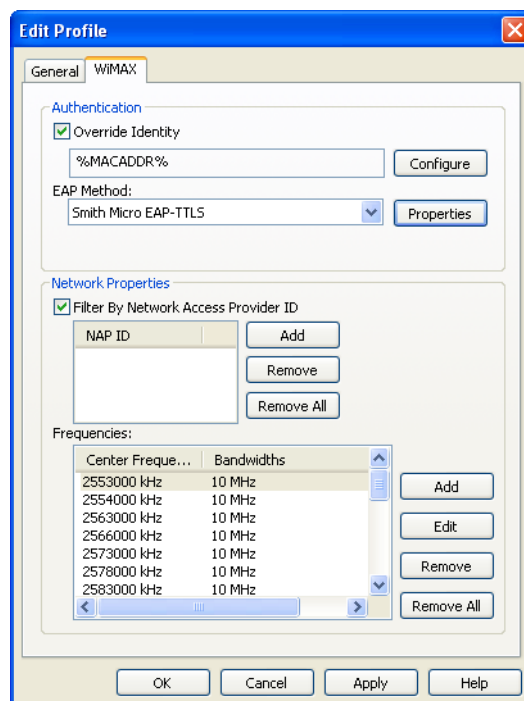 Edit Profile
General
WiMAX
Authentication
Override Identity
%MACADDR%
Configure
EAP Method:
Smith Micro EAP-TTLS
Properties
Network Properties
Filter By Network Access Provider ID
NAP ID
Add
Remove
Remove All
Frequencies:
Center Freque... Bandwidths
2553000 kHz 10 MHz
2554000 kHz 10 MHz
2563000 kHz 10 MHz
2566000 kHz 10 MHz
2573000 kHz 10 MHz
2578000 kHz 10 MHz
2583000 kHz 10 MHz
Add
Edit
Remove
Remove All
OK Cancel Apply Help